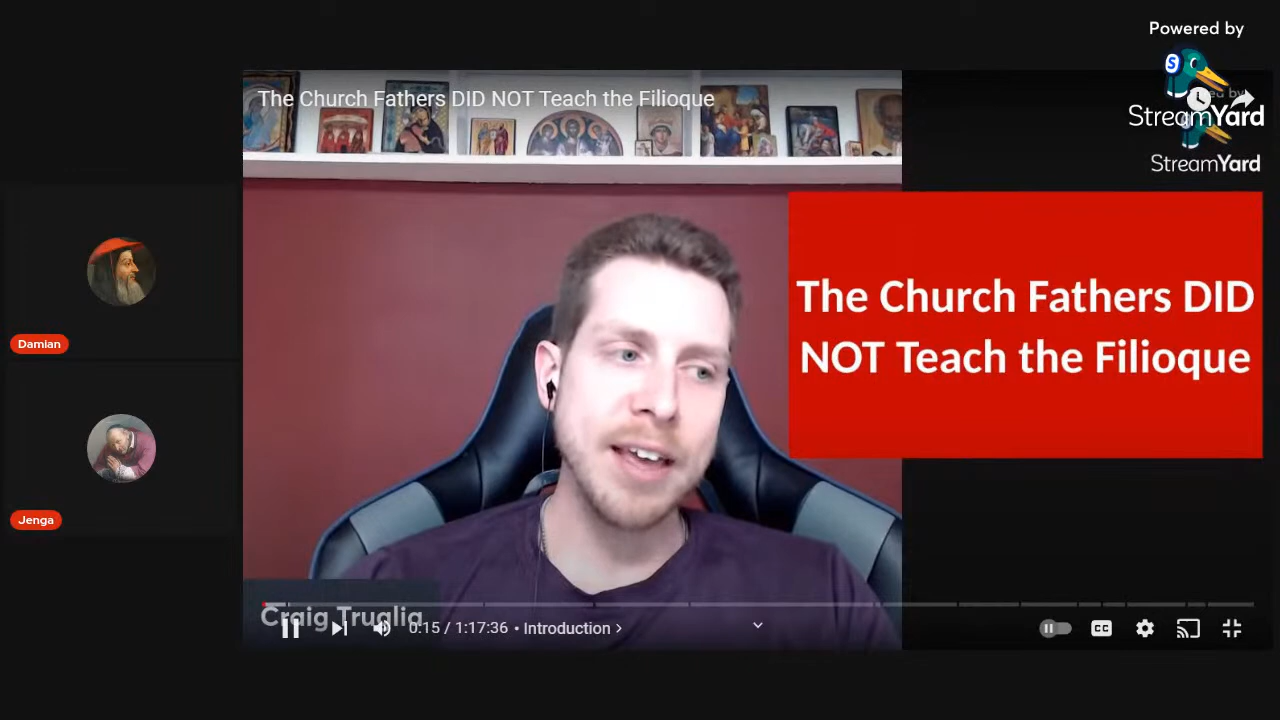 Powered by
StreamYard
StreamYard
The Church Fathers DID NOT Teach the Filioque
The Church Fathers DID
NOT Teach the Filioque
Damian
Jenga
Craig Truglia
0:15 / 1:17:36 • Introduction >
CC